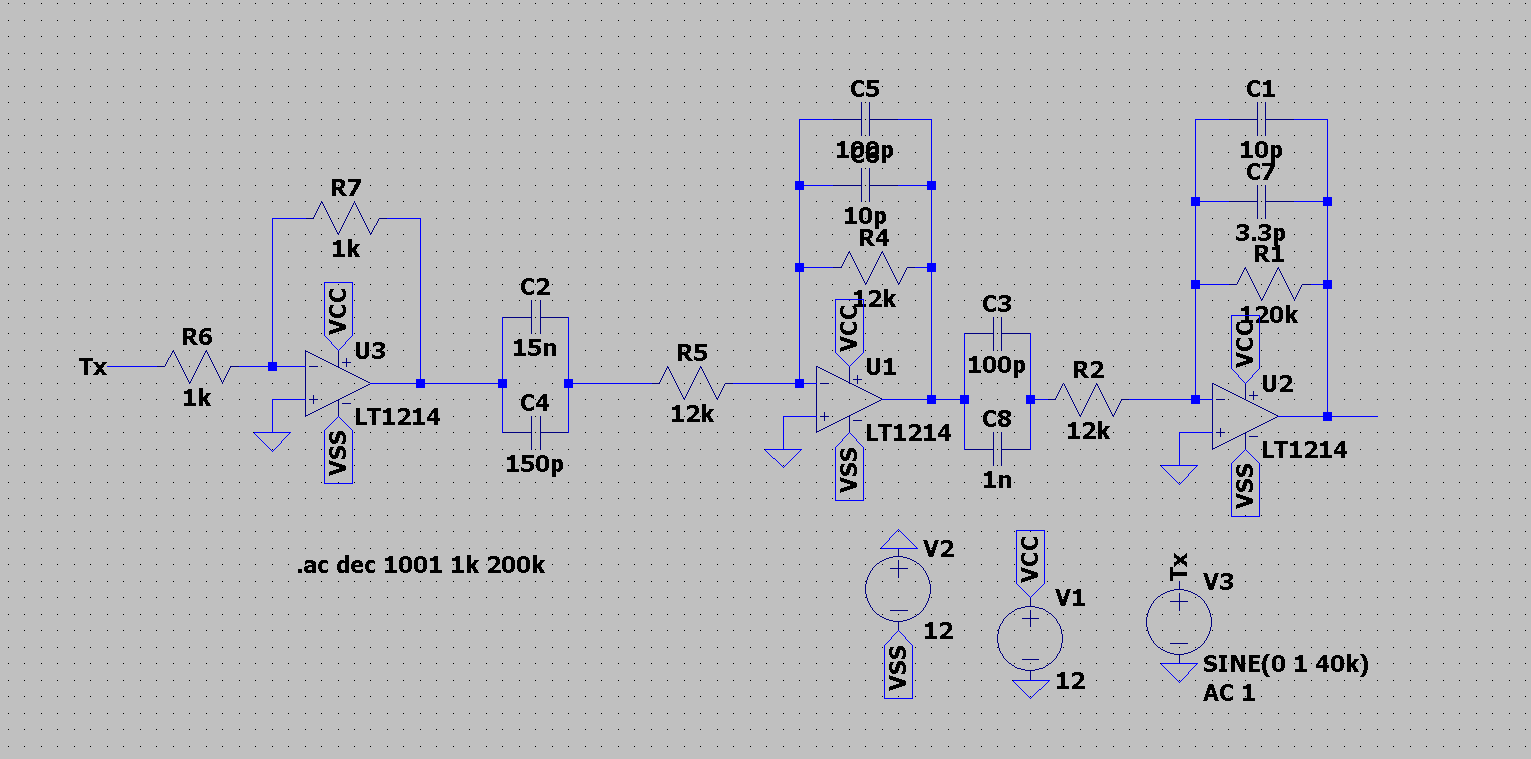 C5
100p
C6
10p
R4
12k
C1
10p
C7
3.3p
R1
120k
R7
1k
VCC
U3
R6
1k
Tx
LT1214
VSS
C2
15n
C4
150p
R5
12k
VCC
U1
LT1214
VSS
C3
100p
C8
1n
R2
12k
VCC
U2
LT1214
VSS
.ac dec 1001 1k 200k
V2
12
VSS
VCC
V1
12
Tx
V3
SINE(0 1 40k)
AC 1